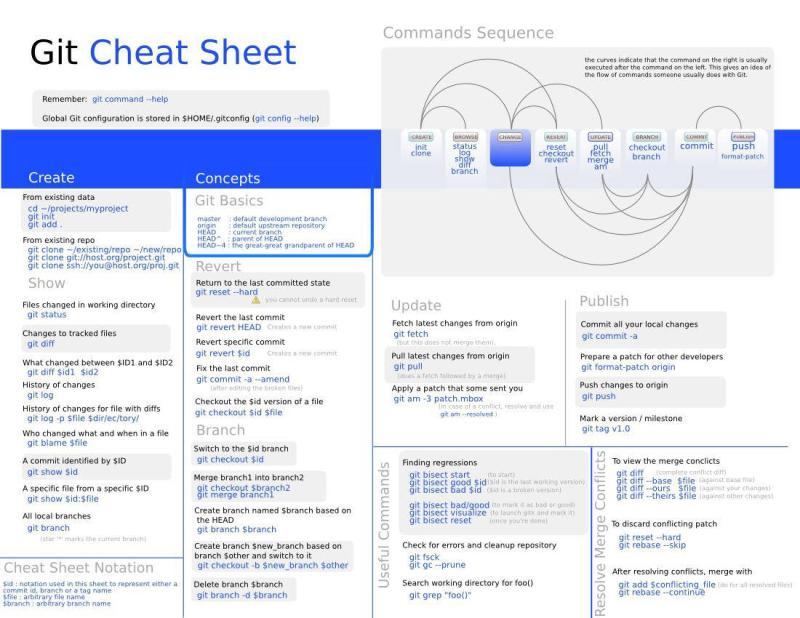 Git Cheat Sheet
Remember: git command --help
Global Git configuration is stored in $HOME/.gitconfig (git config --help)
Commands Sequence
the curves indicate that the command on the right is usually
executed after the command on the left. This gives an idea of
the flow of commands someone usually does with Git.
CREATE
init
clone
BROWSE
status
log
show
diff
branch
CHANGE
REVERT
reset
checkout
revert
UPDATE
pull
fetch
merge
am
BRANCH
checkout
branch
COMMIT
commit
PUBLISH
push
format-patch
Create
From existing data
cd ~/projects/myproject
git init
git add .
From existing repo
git clone ~/existing/repo ~/new/repo
git clone git://host.org/project.git
git clone ssh://you@host.org/proj.git
Show
Files changed in working directory
git status
Changes to tracked files
git diff
What changed between $ID1 and $ID2
git diff $id1 $id2
History of changes
git log
History of changes for file with diffs
git log -p $file $dir/ec/tory/
Who changed what and when in a file
git blame $file
A commit identified by $ID
git show $id
A specific file from a specific $ID
git show $id:$file
All local branches
git branch
(star '*' marks the current branch)
Cheat Sheet Notation
$id : notation used in this sheet to represent either a
commit id, branch or a tag name
$file : arbitrary file name
$branch : arbitrary branch name
Concepts
Git Basics
master : default development branch
origin : default upstream repository
HEAD : current branch
HEAD^ : parent of HEAD
HEAD~4 : the great-great grandparent of HEAD
Revert
Return to the last committed state
git reset --hard
you cannot undo a hard reset
Revert the last commit
git revert HEAD Creates a new commit
Revert specific commit
git revert $id Creates a new commit
Fix the last commit
git commit -a --amend
(after editing the broken files)
Checkout the $id version of a file
git checkout $id $file
Branch
Switch to the $id branch
git checkout $id
Merge branch1 into branch2
git checkout $branch2
git merge branch1
Create branch named $branch based on
the HEAD
git branch $branch
Create branch $new_branch based on
branch $other and switch to it
git checkout -b $new_branch $other
Delete branch $branch
git branch -d $branch
Update
Fetch latest changes from origin
git fetch
(but this does not merge them).
Pull latest changes from origin
git pull
(does a fetch followed by a merge)
Apply a patch that some sent you
git am -3 patch.mbox
(in case of a conflict, resolve and use
git am --resolved )
Publish
Commit all your local changes
git commit -a
Prepare a patch for other developers
git format-patch origin
Push changes to origin
git push
Mark a version / milestone
git tag v1.0
Useful Commands
Finding regressions
git bisect start (to start)
git bisect good $id ($id is the last working version)
git bisect bad $id ($id is a broken version)
git bisect bad/good (to mark it as bad or good)
git bisect visualize (to launch gitk and mark it)
git bisect reset (once you're done)
Check for errors and cleanup repository
git fsck
git gc --prune
Search working directory for foo()
git grep "foo()"
Resolve Merge Conflicts
To view the merge conclicts
git diff (complete conflict diff)
git diff --base $file (against base file)
git diff --ours $file (against your changes)
git diff --theirs $file (against other changes)
To discard conflicting patch
git reset --hard
git rebase --skip
After resolving conflicts, merge with
git add $conflicting_file (do for all resolved files)
git rebase --continue